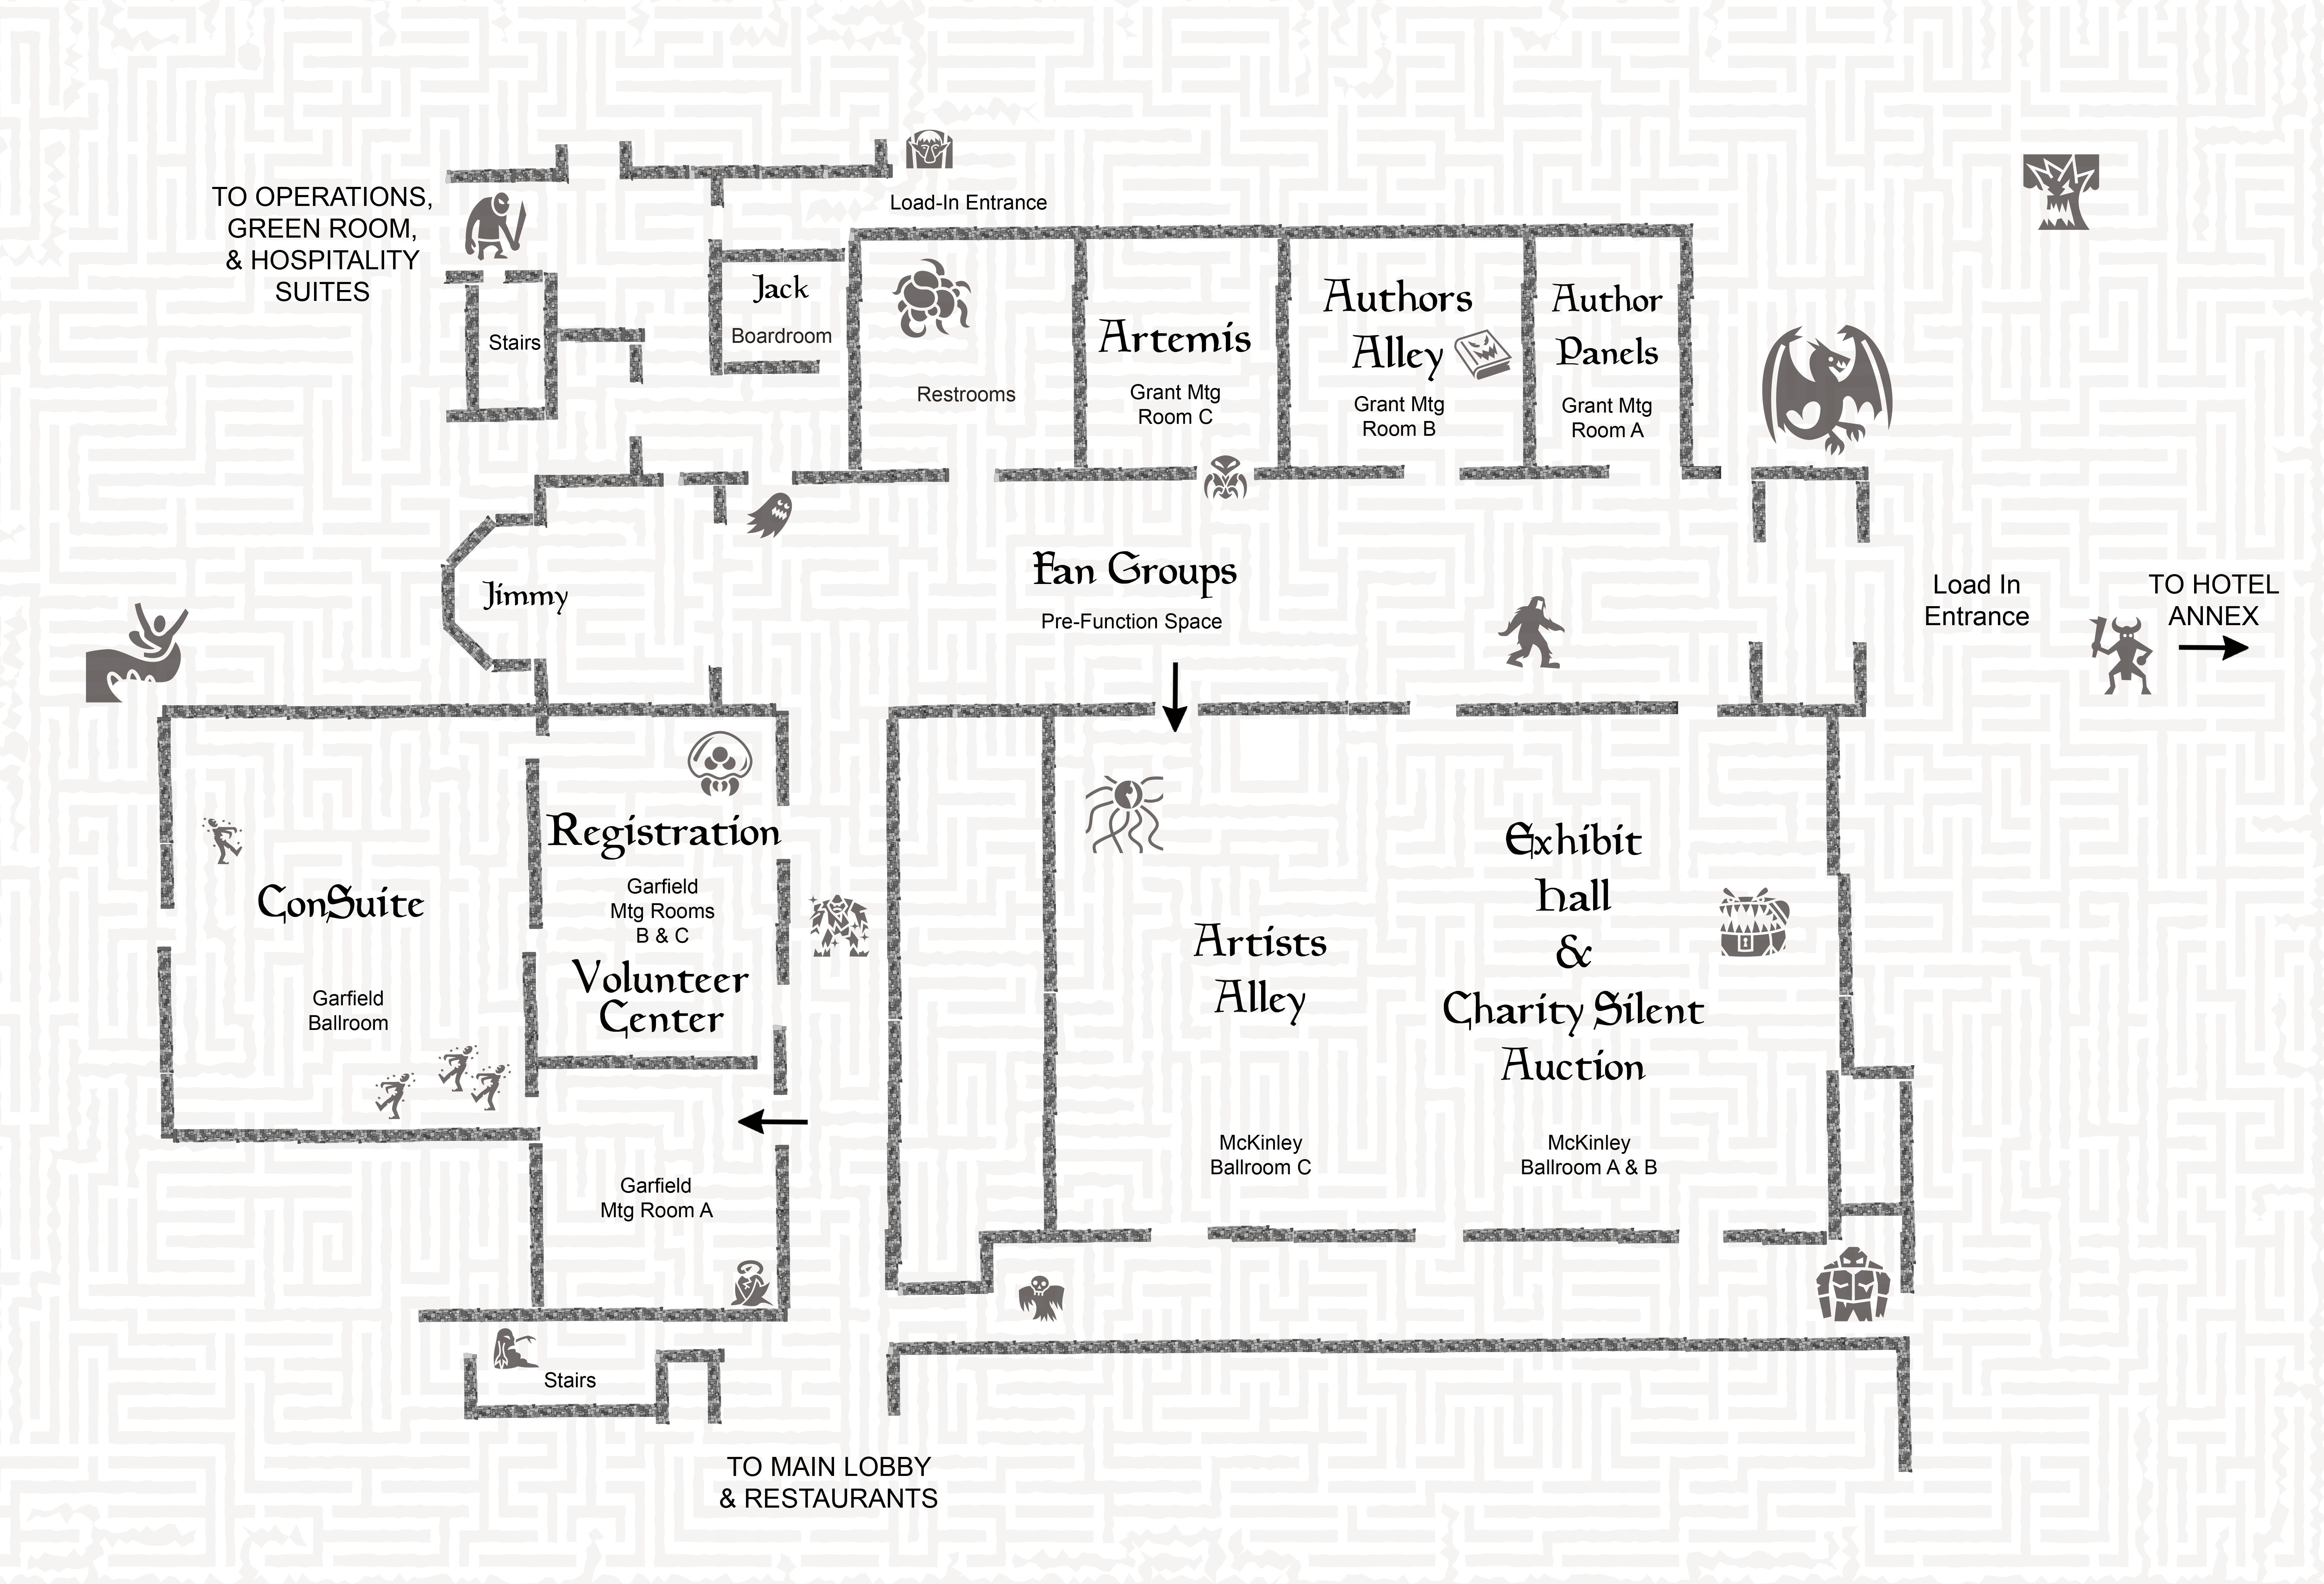 TO OPERATIONS,
GREEN ROOM,
& HOSPITALITY
SUITES
Load-In Entrance
Stairs
Jack
Boardroom
Restrooms
Artemis
Grant Mtg
Room C
Authors
Alley
Grant Mtg
Room B
Author
Panels
Grant Mtg
Room A
Jimmy
Fan Groups
Pre-Function Space
Load In
Entrance
TO HOTEL
ANNEX
ConSuite
Garfield
Ballroom
Registration
Garfield
Mtg Rooms
B & C
Volunteer
Center
Garfield
Mtg Room A
Artists
Alley
McKinley
Ballroom C
Exhibit
hall
&
Charity Silent
Auction
McKinley
Ballroom A & B
Stairs
TO MAIN LOBBY
& RESTAURANTS